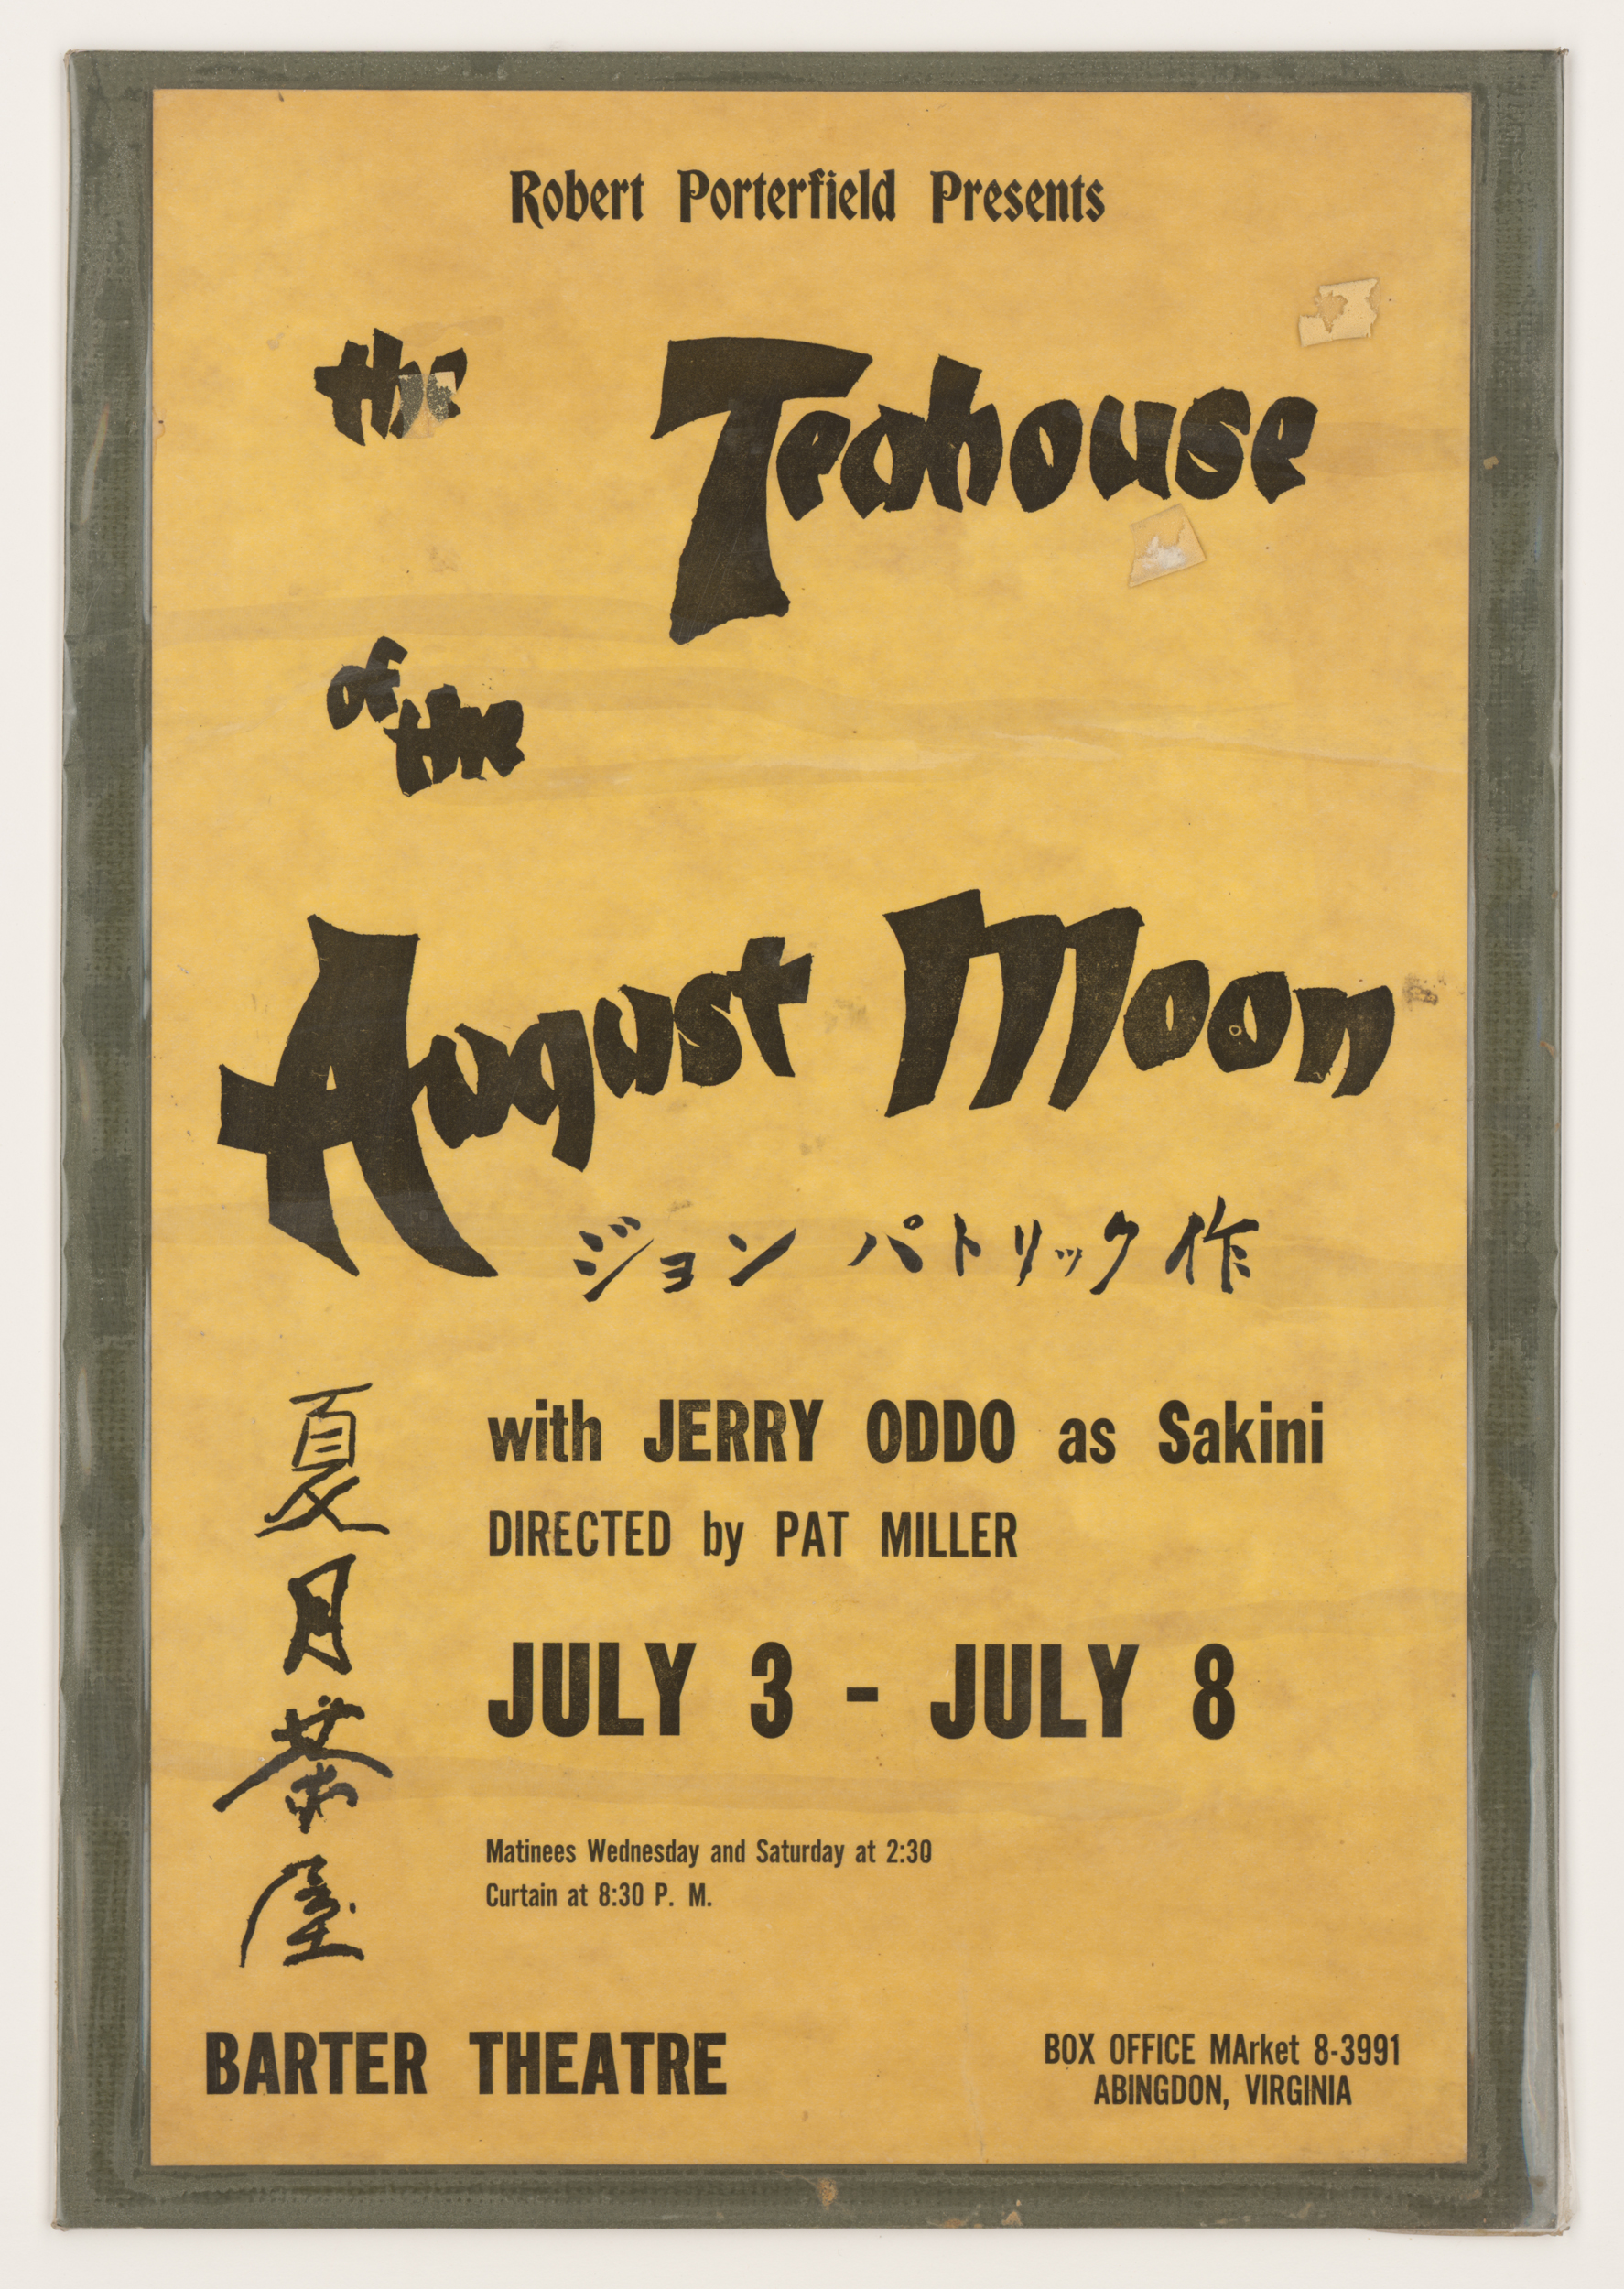 Robert Porterfield Presents
the Teahouse
of the
August Moon
ジョン パトリック 作
夏月茶屋
with JERRY ODDO as Sakini
DIRECTED by PAT MILLER
JULY 3 - JULY 8
Matinees Wednesday and Saturday at 2:30
Curtain at 8:30 P. M.
BARTER THEATRE
BOX OFFICE MArket 8-3991
ABINGDON, VIRGINIA